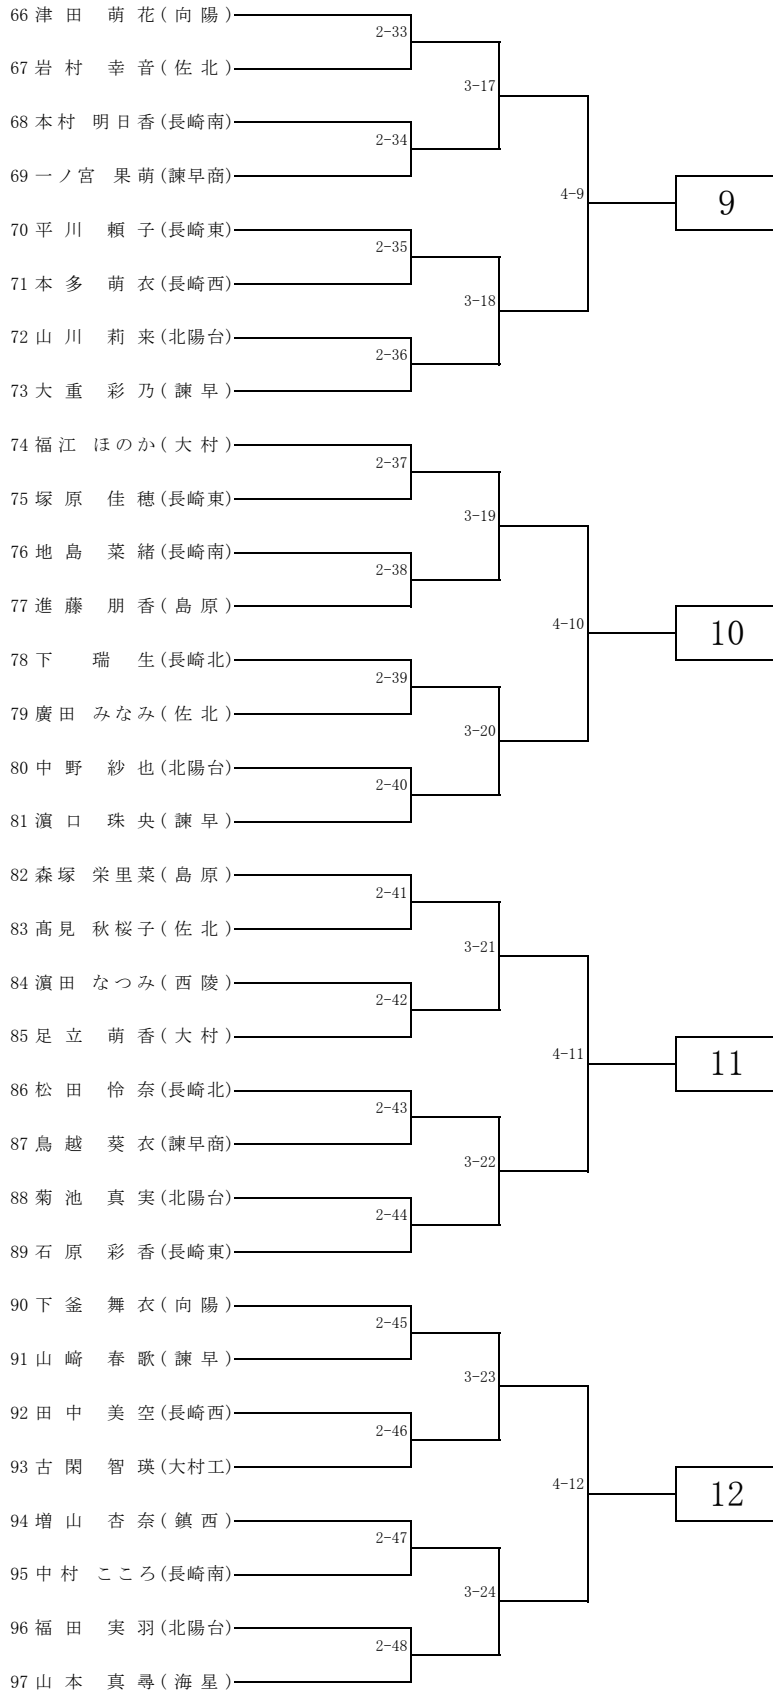 66 津田 萌花(向陽)
2-33
67 岩村 幸音(佐北)
3-17
68 本村 明日香(長崎南)
2-34
69 一ノ宮 果萌(諫早商)
4-9
9
70 平川 頼子(長崎東)
2-35
71 本多 萌衣(長崎西)
3-18
72 山川 莉来(北陽台)
2-36
73 大重 彩乃(諫早)
74 福江 ほのか(大村)
2-37
75 塚原 佳穂(長崎東)
3-19
76 地島 菜緒(長崎南)
2-38
77 進藤 朋香(島原)
4-10
10
78 下 瑞生(長崎北)
2-39
79 廣田 みなみ(佐北)
3-20
80 中野 紗也(北陽台)
2-40
81 濵口 珠央(諫早)
82 森塚 栄里菜(島原)
2-41
83 髙見 秋桜子(佐北)
3-21
84 濵田 なつみ(西陵)
2-42
85 足立 萌香(大村)
4-11
11
86 松田 怜奈(長崎北)
2-43
87 鳥越 葵衣(諫早商)
3-22
88 菊池 真実(北陽台)
2-44
89 石原 彩香(長崎東)
90 下釜 舞衣(向陽)
2-45
91 山﨑 春歌(諫早)
3-23
92 田中 美空(長崎西)
2-46
93 古閑 智瑛(大村工)
4-12
12
94 増山 杏奈(鎮西)
2-47
95 中村 こころ(長崎南)
3-24
96 福田 実羽(北陽台)
2-48
97 山本 真尋(海星)